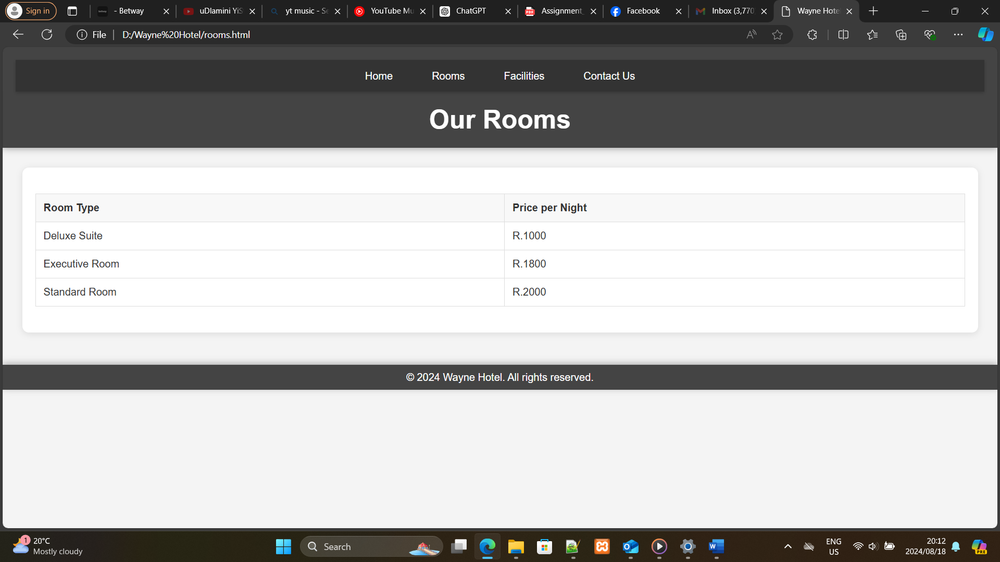 Sign in
- Betway
uDlamini YiS
yt music - Se
YouTube Mu
ChatGPT
Assignment_
Facebook
Inbox (3,770
Wayne Hote
File
D:/Wayne%20Hotel/rooms.html
Home Rooms Facilities Contact Us
Our Rooms
Room Type Price per Night
Deluxe Suite R.1000
Executive Room R.1800
Standard Room R.2000
© 2024 Wayne Hotel. All rights reserved.
1
20°C
Mostly cloudy
Search
ENG
US
20:12
2024/08/18
PRE